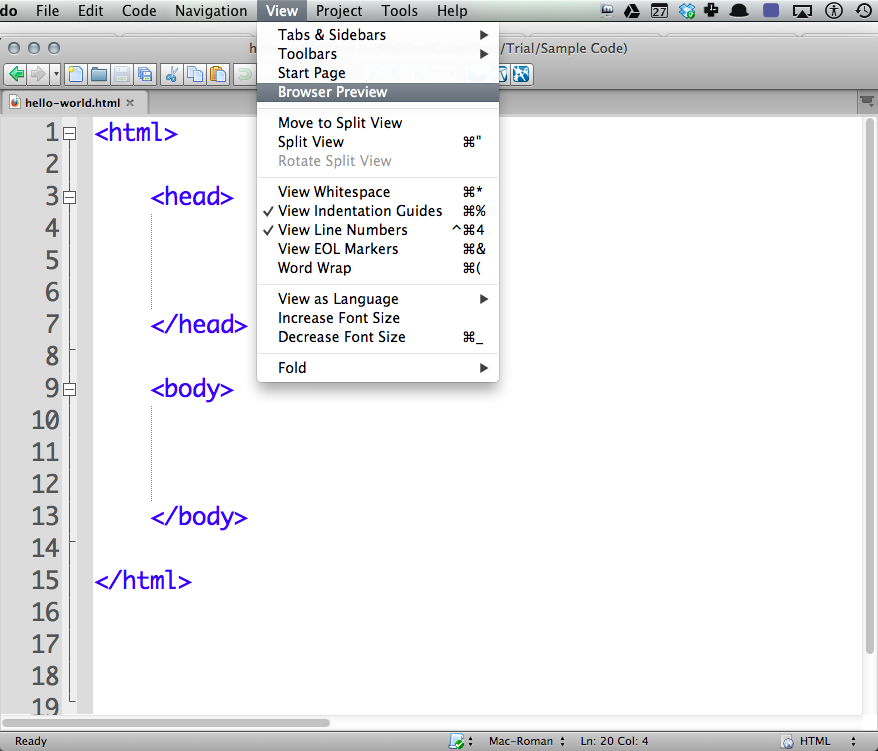 do File Edit Code Navigation View Project Tools Help 27
h /Trial/Sample Code)
hello-world.html
Tabs & Sidebars
Toolbars
Start Page
Browser Preview
Move to Split View
Split View ⌘"
Rotate Split View
View Whitespace ⌘*
✓ View Indentation Guides ⌘%
✓ View Line Numbers ^⌘4
View EOL Markers ⌘&
Word Wrap ⌘(
View as Language
Increase Font Size
Decrease Font Size ⌘_
Fold
1 <html>
2
3 <head>
4
5
6
7 </head>
8
9 <body>
10
11
12
13 </body>
14
15 </html>
16
17
18
19
Ready Mac-Roman Ln: 20 Col: 4 HTML